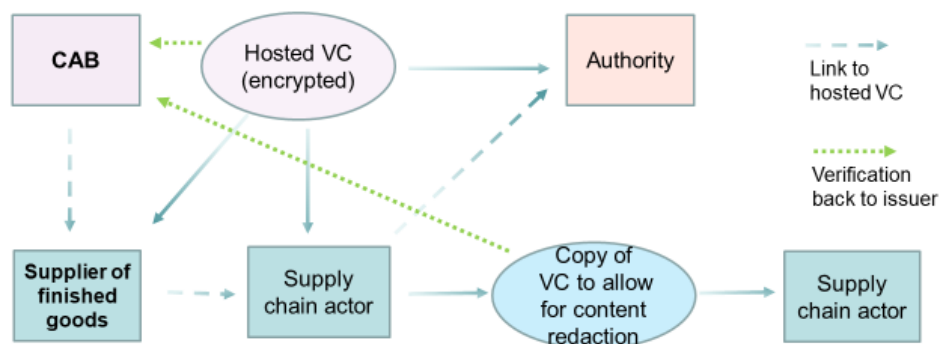 CAB
Hosted VC
(encrypted)
Authority
Link to
hosted VC
Verification
back to issuer
Supplier of
finished
goods
Supply
chain actor
Copy of
VC to allow
for content
redaction
Supply
chain actor